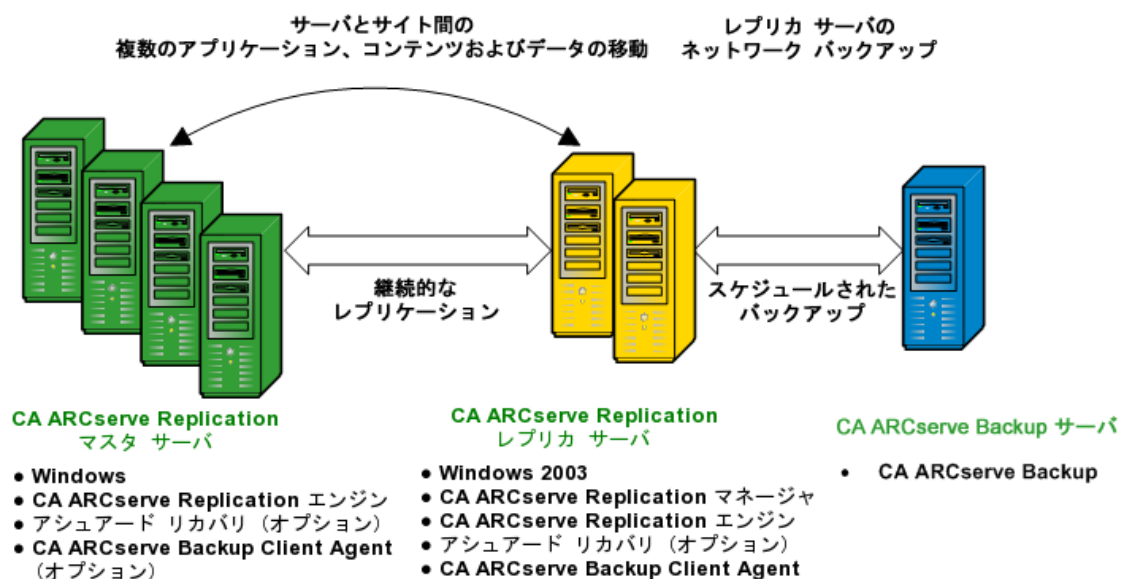 サーバとサイト間の
複数のアプリケーション、コンテンツおよびデータの移動
レプリカ サーバの
ネットワーク バックアップ
継続的な
レプリケーション
スケジュールされた
バックアップ
CA ARCserve Replication
マスタ サーバ
● Windows
● CA ARCserve Replication エンジン
● アシュアード リカバリ（オプション）
● CA ARCserve Backup Client Agent
（オプション）
CA ARCserve Replication
レプリカ サーバ
● Windows 2003
● CA ARCserve Replication マネージャ
● CA ARCserve Replication エンジン
● アシュアード リカバリ（オプション）
● CA ARCserve Backup Client Agent
CA ARCserve Backup サーバ
• CA ARCserve Backup